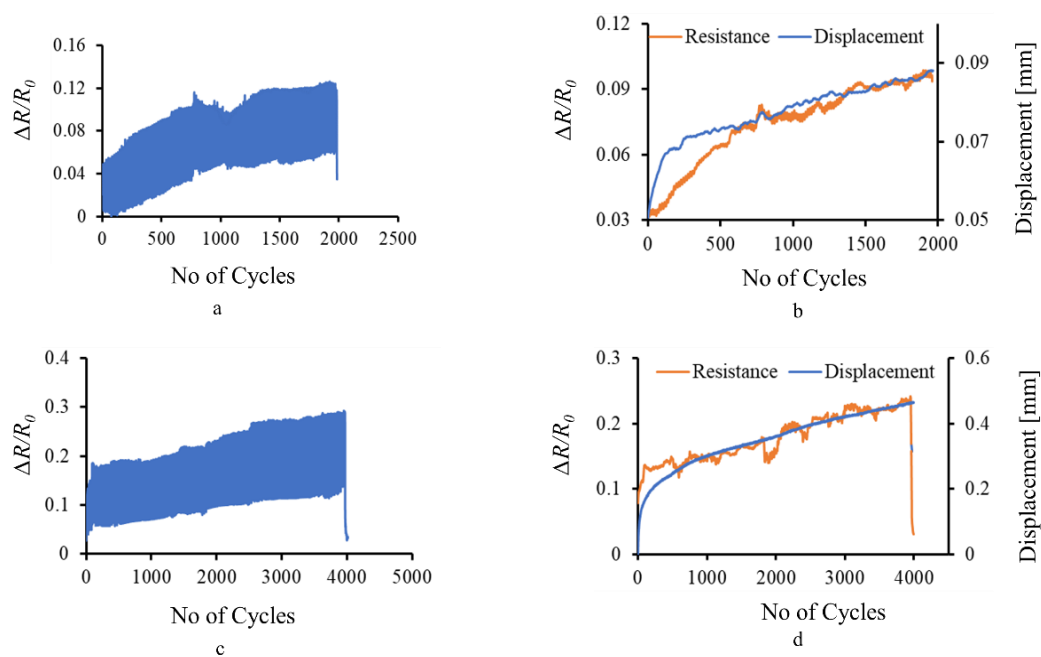 0.16
0.12
0.08
0.04
0
ΔR/R0
0 500 1000 1500 2000 2500
No of Cycles
a
0.12
0.09
0.06
0.03
ΔR/R0
Resistance Displacement
0.09
0.07
0.05
Displacement [mm]
0 500 1000 1500 2000
No of Cycles
b
0.4
0.3
0.2
0.1
0
ΔR/R0
0 1000 2000 3000 4000 5000
No of Cycles
c
0.3
0.2
0.1
0
ΔR/R0
Resistance Displacement
0.6
0.4
0.2
0
Displacement [mm]
0 1000 2000 3000 4000
No of Cycles
d